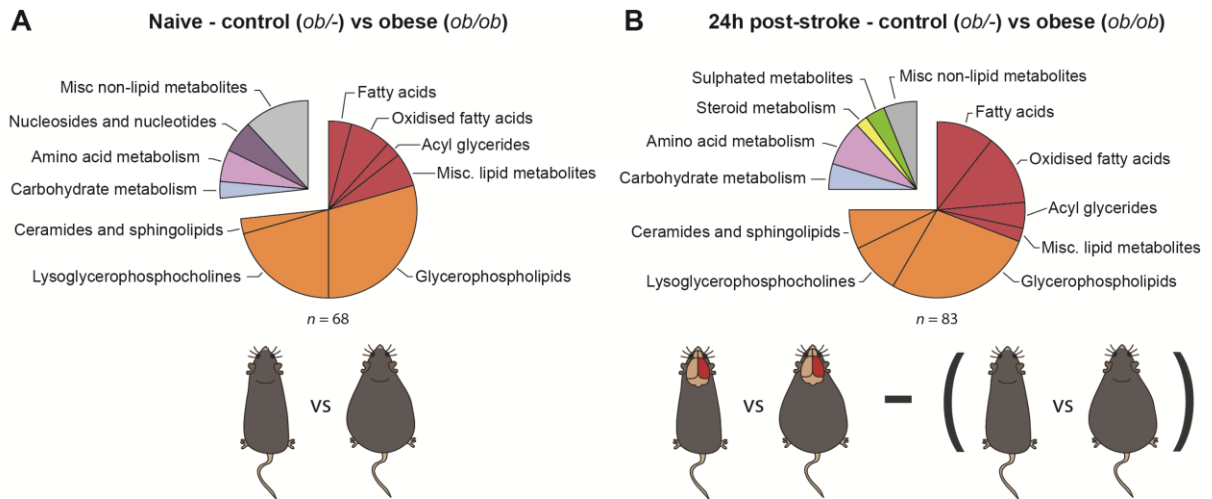 A
Naive - control (ob/-) vs obese (ob/ob)
Misc non-lipid metabolites
Nucleosides and nucleotides
Amino acid metabolism
Carbohydrate metabolism
Ceramides and sphingolipids
Lysoglycerophosphocholines
Fatty acids
Oxidised fatty acids
Acyl glycerides
Misc. lipid metabolites
Glycerophospholipids
n = 68
vs
B
24h post-stroke - control (ob/-) vs obese (ob/ob)
Sulphated metabolites
Steroid metabolism
Amino acid metabolism
Carbohydrate metabolism
Ceramides and sphingolipids
Lysoglycerophosphocholines
Misc non-lipid metabolites
Fatty acids
Oxidised fatty acids
Acyl glycerides
Misc. lipid metabolites
Glycerophospholipids
n = 83
vs – ( vs )